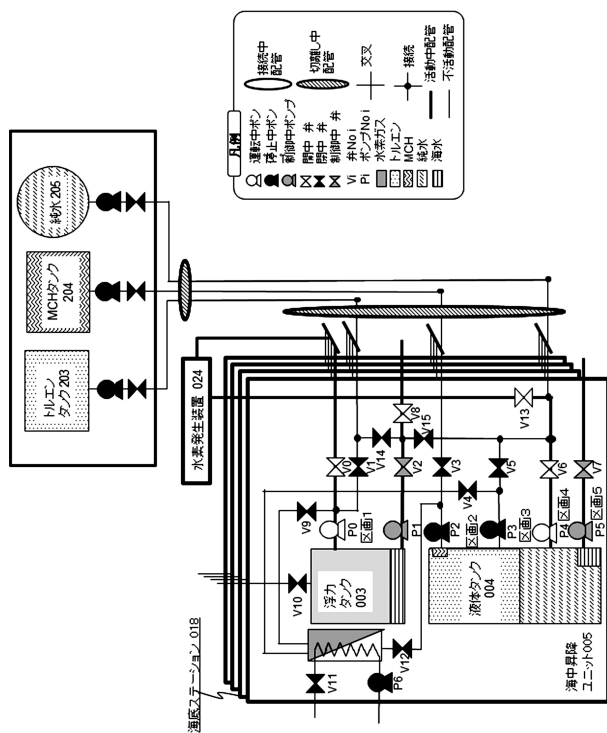 トルエン
タンク203
MCHタンク
204
純水 205
凡例
運転中ポン
停止中ポン
制御中ポンプ
開中 弁
閉中 弁
制御中 弁
Vi 弁No i
Pi ポンプNo i
水素ガス
トルエン
MCH
純水
海水
接続中
配管
切離し中
配管
交叉
接続
活動中配管
不活動配管
水素発生装置 024
海底ステーション 018
V0
V1
V14
V8
V2
V15
V3
V4
V5
V13
V6
V7
V9
V10
V11
V12
P0
区画1
P1
P2
区画2
P3
区画3
P4
区画4
P5
区画5
P6
浮力
タンク
003
液体タンク
004
海中昇降
ユニット005